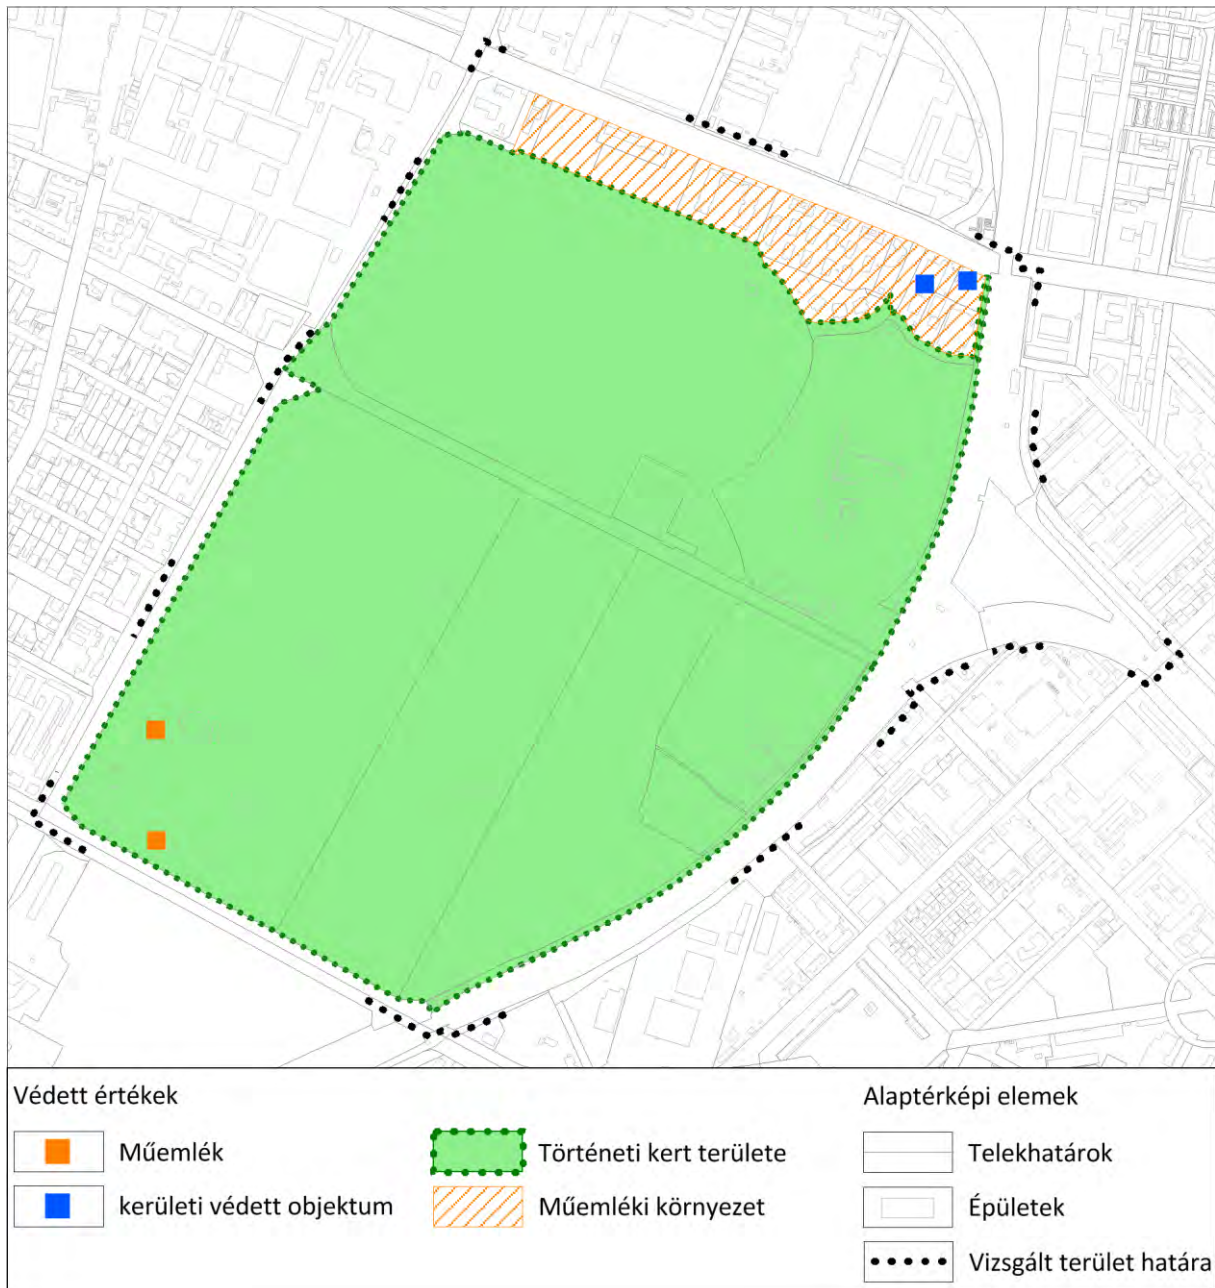 Védett értékek
Műemlék
kerületi védett objektum
Történeti kert területe
Műemléki környezet
Alaptérképi elemek
Telekhatárok
Épületek
Vizsgált terület határa